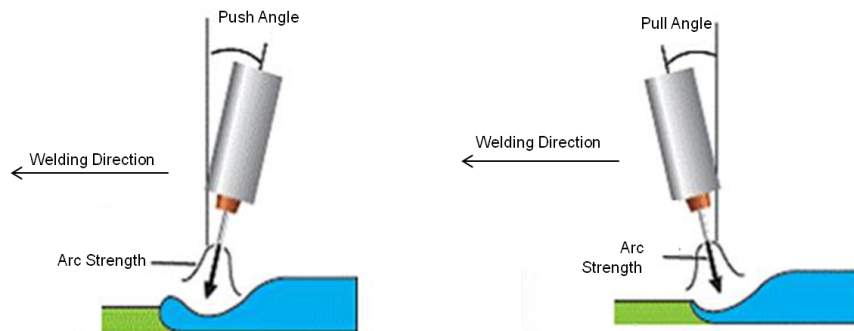 Push Angle
Welding Direction
Arc Strength
Pull Angle
Welding Direction
Arc
Strength